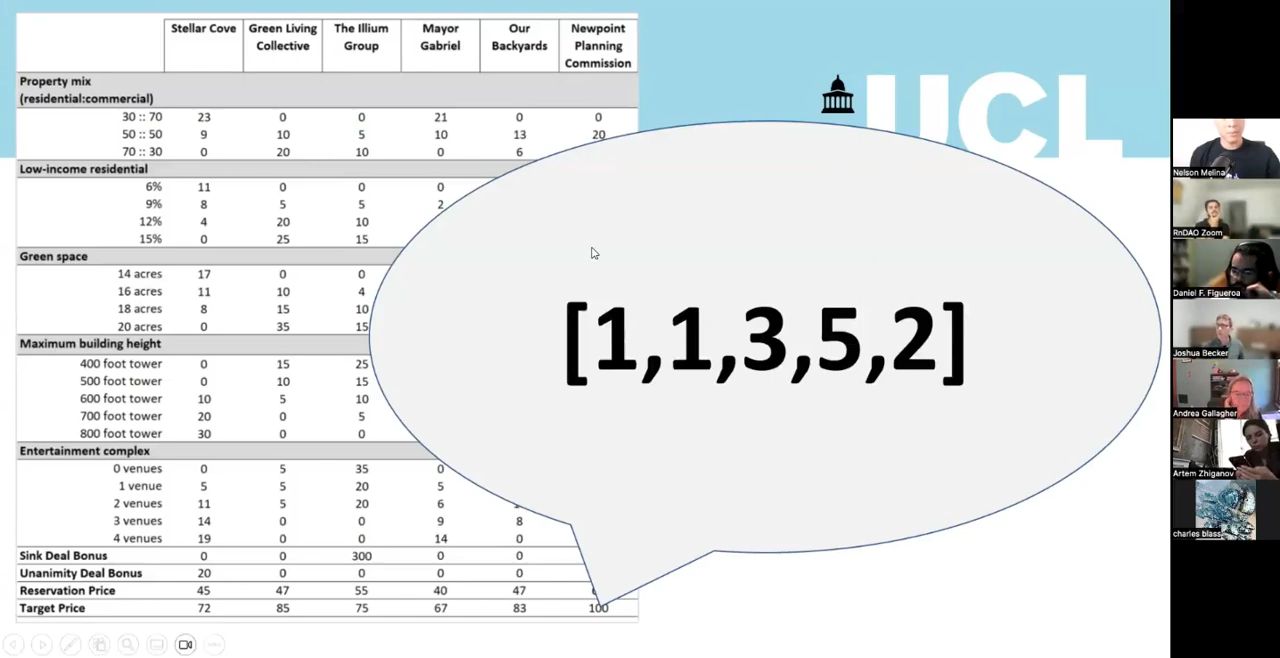 Stellar Cove Green Living Collective The Illium Group Mayor Gabriel Our Backyards Newpoint Planning Commission
Property mix (residential:commercial)
30 :: 70 23 0 0 21 0 0
50 :: 50 9 10 5 10 13 20
70 :: 30 0 20 10 0 6
Low-income residential
6% 11 0 0 0
9% 8 5 5 2
12% 4 20 10
15% 0 25 15
Green space
14 acres 17 0 0
16 acres 11 10 4
18 acres 8 15 10
20 acres 0 35 15
Maximum building height
400 foot tower 0 15 25
500 foot tower 0 10 15
600 foot tower 10 5 10
700 foot tower 20 0 5
800 foot tower 30 0 0
Entertainment complex
0 venues 0 5 35 0
1 venue 5 5 20 5
2 venues 11 5 20 6
3 venues 14 0 0 9 8
4 venues 19 0 0 14 0
Sink Deal Bonus 0 0 300 0 0
Unanimity Deal Bonus 20 0 0 0 0
Reservation Price 45 47 55 40 47
Target Price 72 85 75 67 83 100
UCL
[1,1,3,5,2]
Nelson Melina
RnDAO Zoom
Daniel F. Figueroa
Joshua Becker
Andrea Gallagher
Artem Zhiganov
charles blass